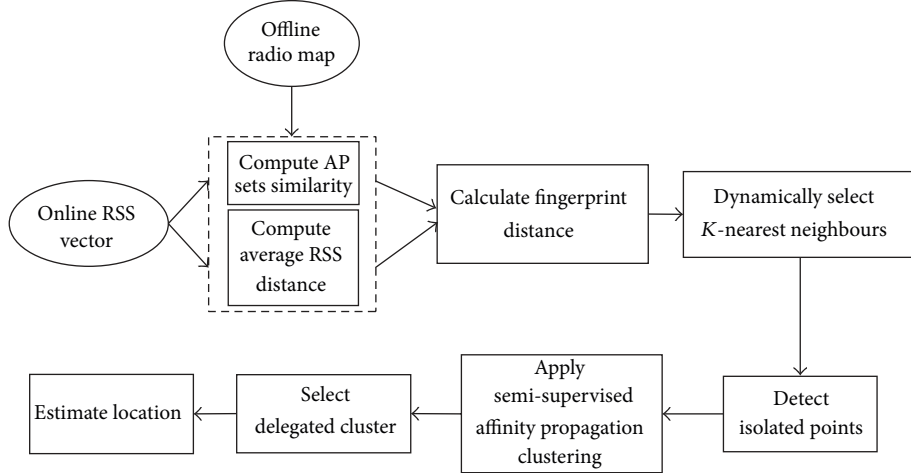 Offline
radio map
Compute AP
sets similarity
Online RSS
vector
Compute
average RSS
distance
Calculate fingerprint
distance
Dynamically select
K-nearest neighbours
Detect
isolated points
Apply
semi-supervised
affinity propagation
clustering
Select
delegated cluster
Estimate location